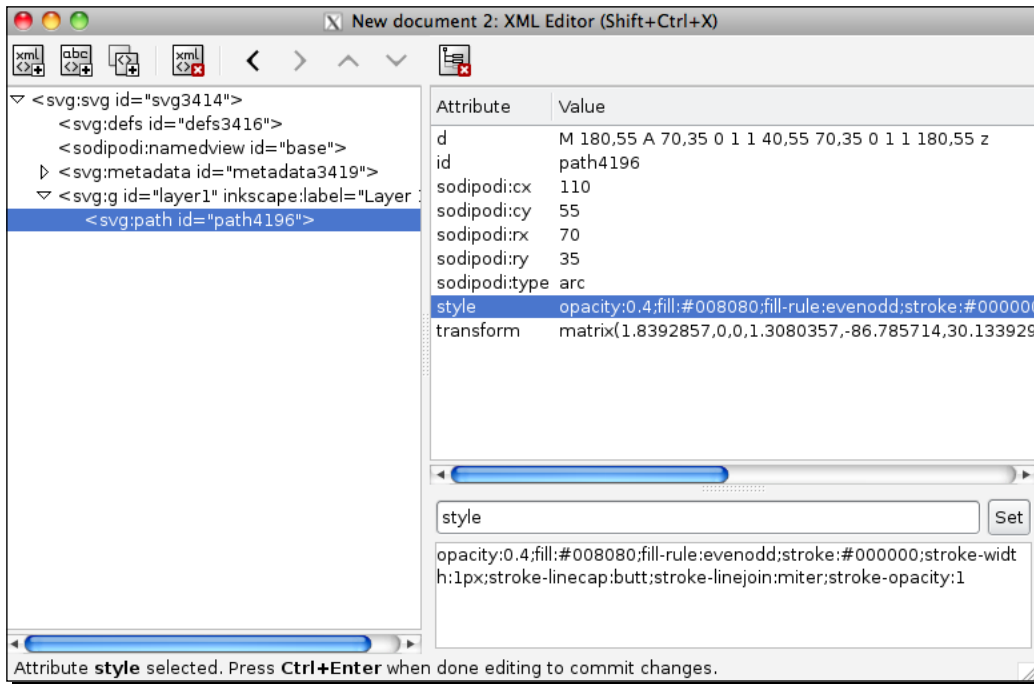 New document 2: XML Editor (Shift+Ctrl+X)
xml abc xml
<svg:svg id="svg3414">
<svg:defs id="defs3416">
<sodipodi:namedview id="base">
<svg:metadata id="metadata3419">
<svg:g id="layer1" inkscape:label="Layer
<svg:path id="path4196">
Attribute Value
d M 180,55 A 70,35 0 1 1 40,55 70,35 0 1 1 180,55 z
id path4196
sodipodi:cx 110
sodipodi:cy 55
sodipodi:rx 70
sodipodi:ry 35
sodipodi:type arc
style opacity:0.4;fill:#008080;fill-rule:evenodd;stroke:#000000
transform matrix(1.8392857,0,0,1.3080357,-86.785714,30.133929
style Set
opacity:0.4;fill:#008080;fill-rule:evenodd;stroke:#000000;stroke-widt
h:1px;stroke-linecap:butt;stroke-linejoin:miter;stroke-opacity:1
Attribute style selected. Press Ctrl+Enter when done editing to commit changes.